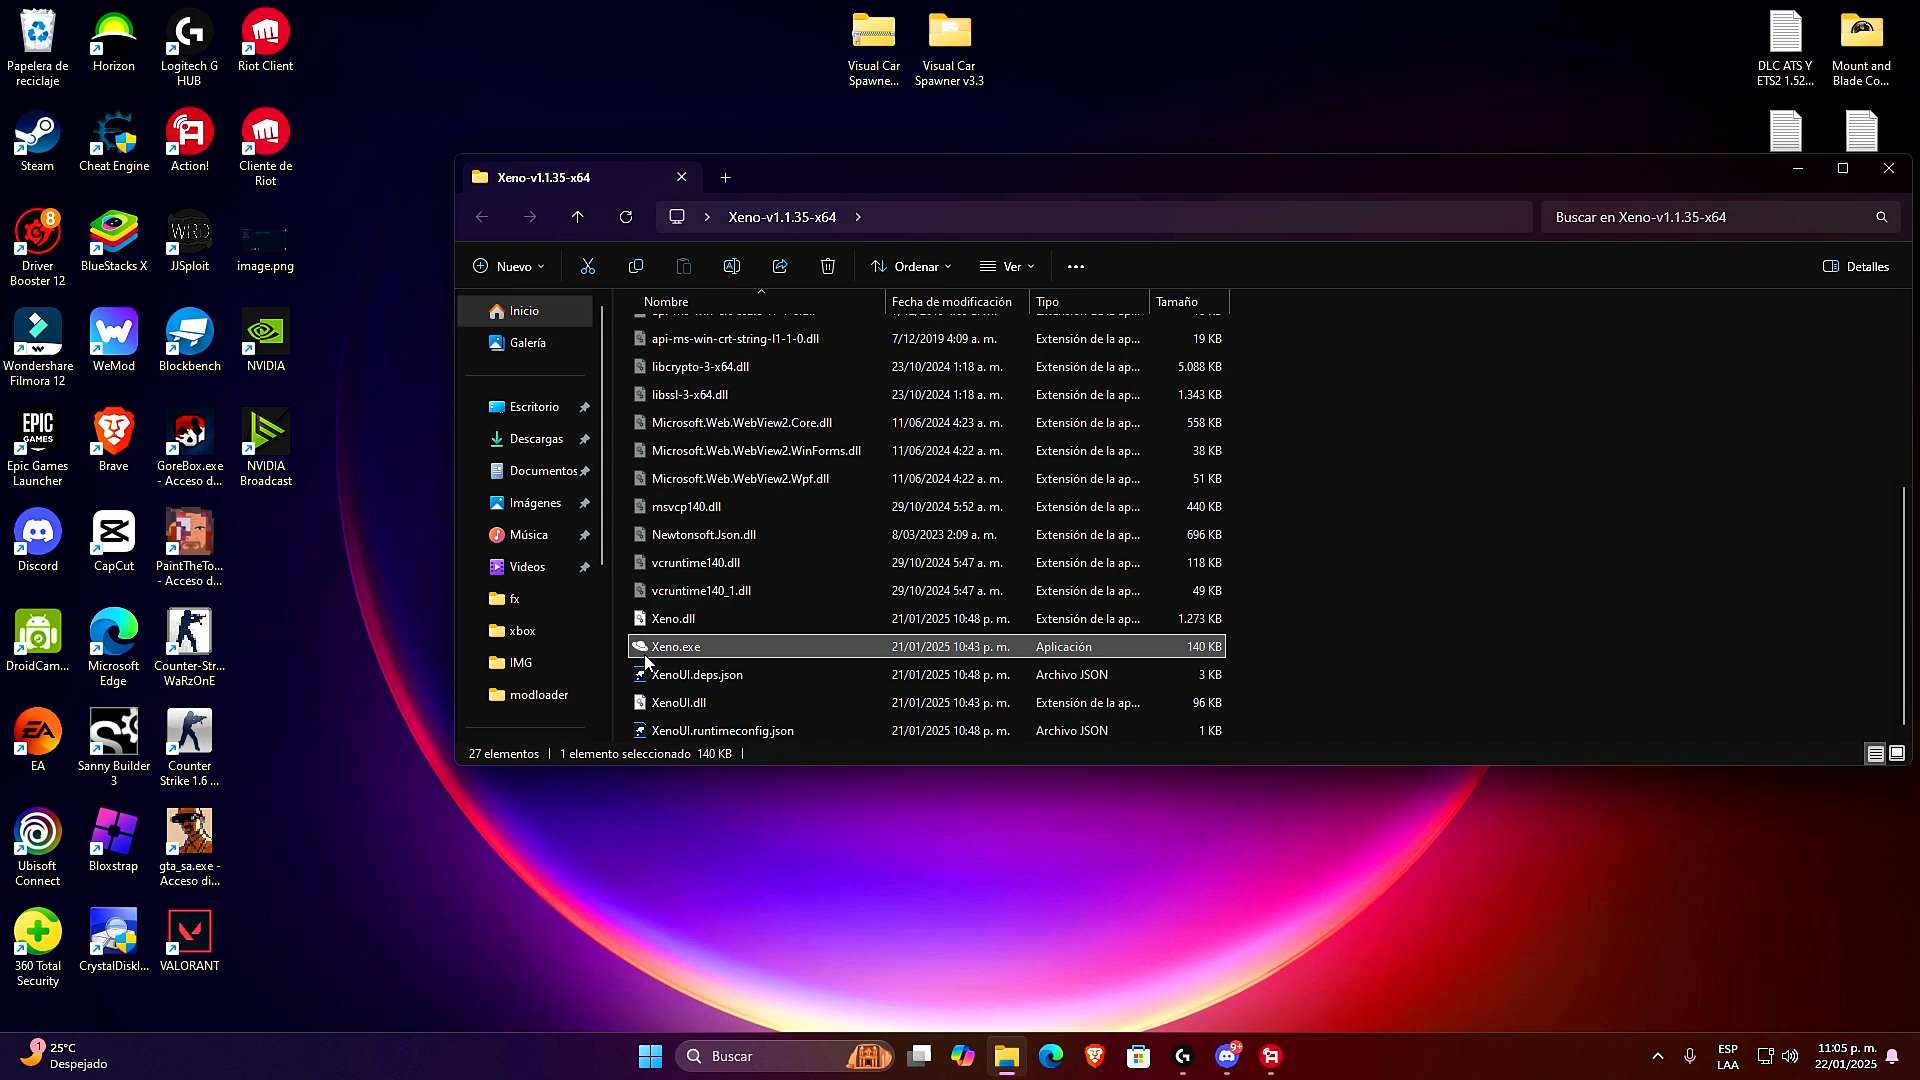 Papelera de
reciclaje
Horizon
Logitech G
HUB
Riot Client
Visual Car
Spawne...
Visual Car
Spawner v3.3
DLC ATS Y
ETS2 1.52...
Mount and
Blade Co...
Steam
Cheat Engine
Action!
Cliente de
Riot
8
Driver
Booster 12
BlueStacks X
WRD
JJSploit
image.png
Wondershare
Filmora 12
WeMod
Blockbench
NVIDIA
EPIC
GAMES
Epic Games
Launcher
Brave
GoreBox.exe
- Acceso d...
NVIDIA
Broadcast
Discord
CapCut
PaintTheTo...
- Acceso d...
DroidCam...
Microsoft
Edge
Counter-Str...
WaRzOnE
EA
EA
Sanny Builder
3
Counter
Strike 1.6 ...
Ubisoft
Connect
Bloxstrap
gta_sa.exe -
Acceso di...
360 Total
Security
CrystalDiskI...
VALORANT
Xeno-v1.1.35-x64
Xeno-v1.1.35-x64
Buscar en Xeno-v1.1.35-x64
Nuevo
Ordenar
Ver
Detalles
Inicio
Galería
Escritorio
Descargas
Documentos
Imágenes
Música
Videos
fx
xbox
IMG
modloader
Nombre Fecha de modificación Tipo Tamaño
api-ms-win-crt-string-l1-1-0.dll 7/12/2019 4:09 a. m. Extensión de la ap... 19 KB
libcrypto-3-x64.dll 23/10/2024 1:18 a. m. Extensión de la ap... 5.088 KB
libssl-3-x64.dll 23/10/2024 1:18 a. m. Extensión de la ap... 1.343 KB
Microsoft.Web.WebView2.Core.dll 11/06/2024 4:23 a. m. Extensión de la ap... 558 KB
Microsoft.Web.WebView2.WinForms.dll 11/06/2024 4:22 a. m. Extensión de la ap... 38 KB
Microsoft.Web.WebView2.Wpf.dll 11/06/2024 4:22 a. m. Extensión de la ap... 51 KB
msvcp140.dll 29/10/2024 5:52 a. m. Extensión de la ap... 440 KB
Newtonsoft.Json.dll 8/03/2023 2:09 a. m. Extensión de la ap... 696 KB
vcruntime140.dll 29/10/2024 5:47 a. m. Extensión de la ap... 118 KB
vcruntime140_1.dll 29/10/2024 5:47 a. m. Extensión de la ap... 49 KB
Xeno.dll 21/01/2025 10:48 p. m. Extensión de la ap... 1.273 KB
Xeno.exe 21/01/2025 10:43 p. m. Aplicación 140 KB
XenoUI.deps.json 21/01/2025 10:48 p. m. Archivo JSON 3 KB
XenoUI.dll 21/01/2025 10:43 p. m. Extensión de la ap... 96 KB
XenoUI.runtimeconfig.json 21/01/2025 10:48 p. m. Archivo JSON 1 KB
27 elementos | 1 elemento seleccionado 140 KB |
1
25°C
Despejado
Buscar
9+
ESP
LAA
11:05 p. m.
22/01/2025